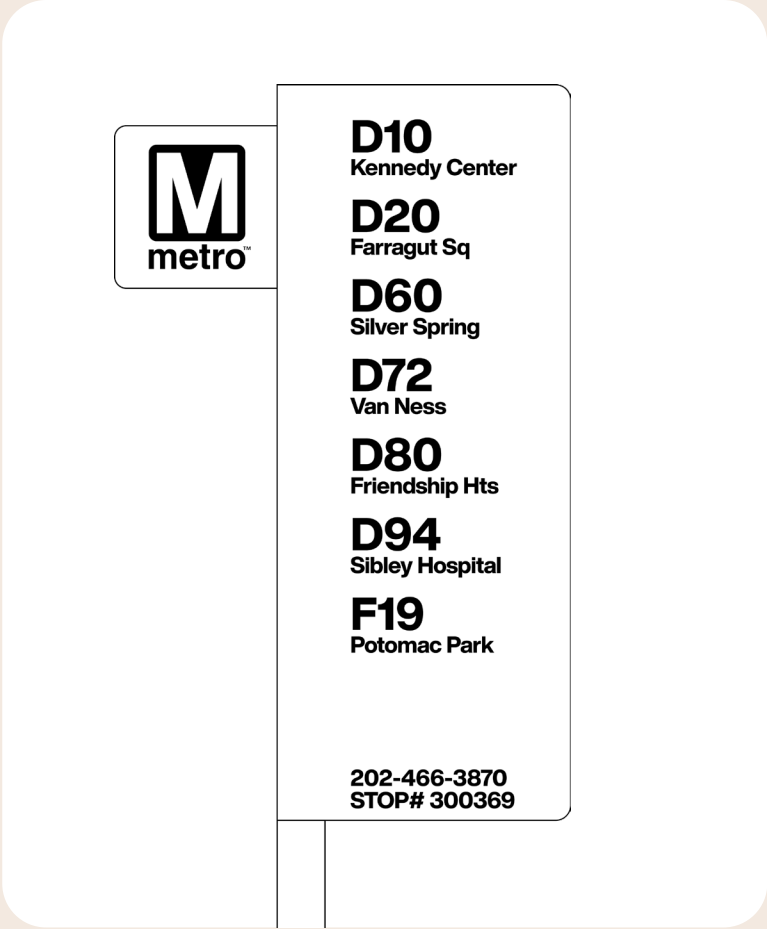 M
metro™
D10
Kennedy Center
D20
Farragut Sq
D60
Silver Spring
D72
Van Ness
D80
Friendship Hts
D94
Sibley Hospital
F19
Potomac Park
202-466-3870
STOP# 300369